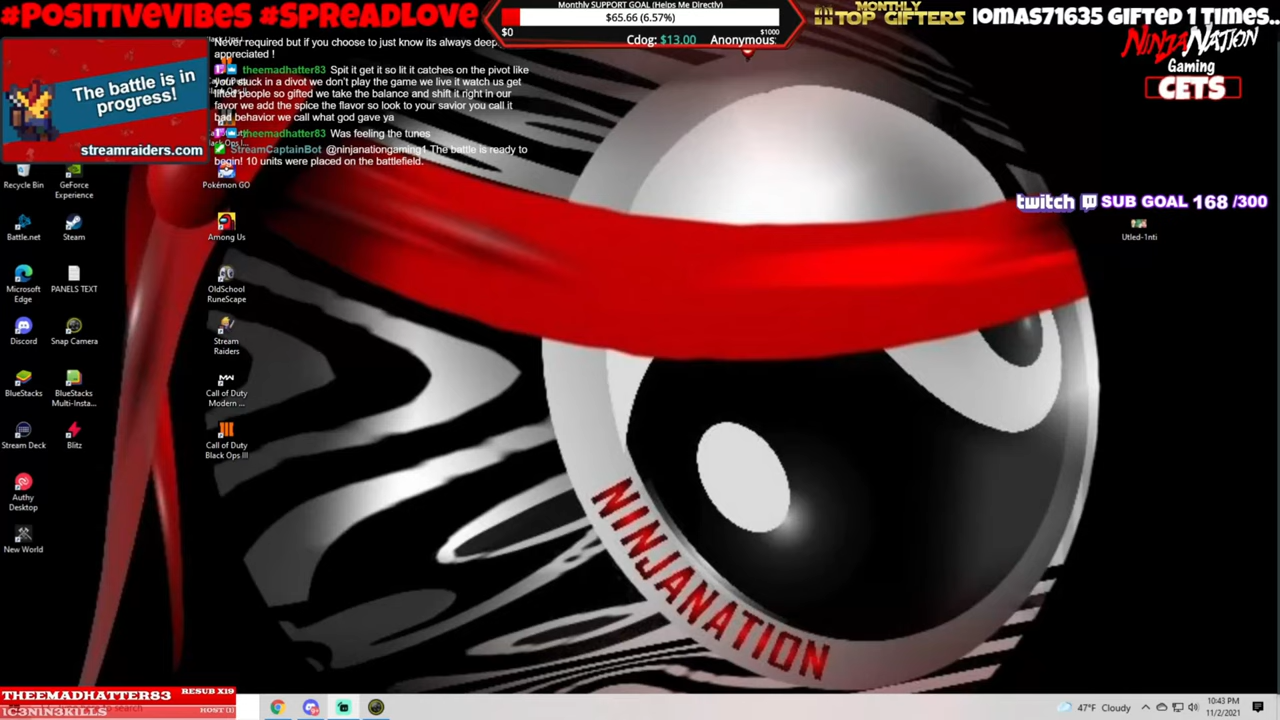 #POSITIVEVIBES #SPREADLOVE
Monthly SUPPORT GOAL (Helps Me Directly)
$65.66 (6.57%)
$0
$1000
Cdog: $13.00 Anonymous:
MONTHLY
TOP GIFTERS
OMAS71635 GIFTED 1 TIMES..
NINJANATION
Gaming
CETS
The battle is in
progress!
streamraiders.com
Never required but if you choose to just know its always deep
appreciated !
theemadhatter83 Spit it get it so lit it catches on the pivot like
your stuck in a divot we don't play the game we live it watch us get
lifted people so gifted we take the balance and shift it right in our
favor we add the spice the flavor so look to your savior you call it
bad behavior we call what god gave ya
theemadhatter83 Was feeling the tunes
StreamCaptainBot @ninjanationgaming1 The battle is ready to
begin! 10 units were placed on the battlefield.
Recycle Bin
GeForce
Experience
Pokémon GO
twitch SUB GOAL 168 /300
Battle.net
Steam
Among Us
Utled-1nti
Microsoft
Edge
PANELS TEXT
OldSchool
RuneScape
Discord
Snap Camera
Stream
Raiders
BlueStacks
BlueStacks
Multi-Insta...
Call of Duty
Modern ...
Stream Deck
Blitz
Call of Duty
Black Ops III
Authy
Desktop
New World
NINJANATION
THEEMADHATTER83 RESUB X19
IC3NIN3KILLS HOST (1)
search
47°F Cloudy
10:43 PM
11/2/2021